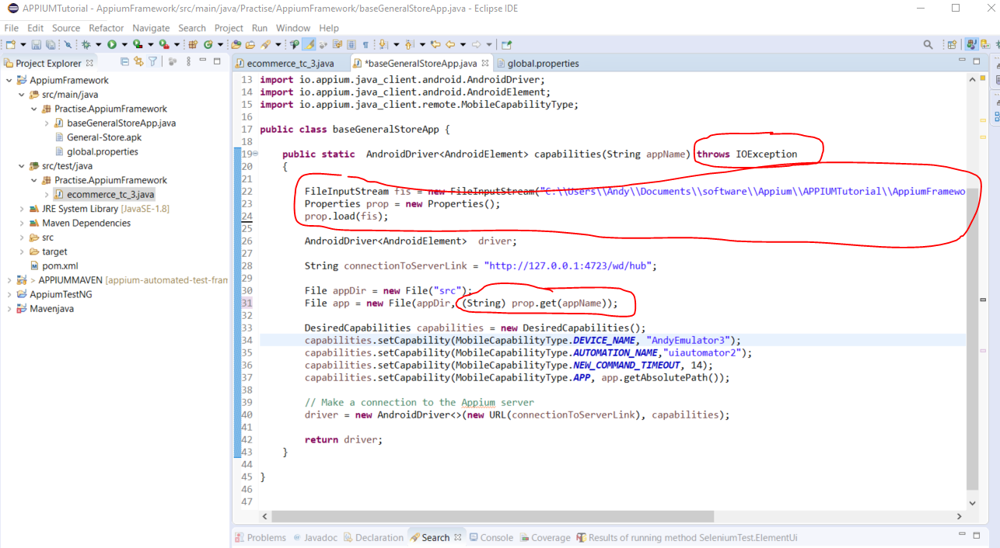 APPIUMTutorial - AppiumFramework/src/main/java/Practise/AppiumFramework/baseGeneralStoreApp.java - Eclipse IDE
File Edit Source Refactor Navigate Search Project Run Window Help
Project Explorer
AppiumFramework
src/main/java
Practise.AppiumFramework
baseGeneralStoreApp.java
General-Store.apk
global.properties
src/test/java
Practise.AppiumFramework
ecommerce_tc_3.java
JRE System Library [JavaSE-1.8]
Maven Dependencies
src
target
pom.xml
> APPIUMMAVEN [appium-automated-test-fram
AppiumTestNG
Mavenjava
ecommerce_tc_3.java *baseGeneralStoreApp.java global.properties
13 import io.appium.java_client.android.AndroidDriver;
14 import io.appium.java_client.android.AndroidElement;
15 import io.appium.java_client.remote.MobileCapabilityType;
16
17 public class baseGeneralStoreApp {
18
19 public static AndroidDriver<AndroidElement> capabilities(String appName) throws IOException
20 {
21
22 FileInputStream fis = new FileInputStream("C:\\Users\\Andy\\Documents\\software\\Appium\\APPIUMTutorial\\AppiumFramewo
23 Properties prop = new Properties();
24 prop.load(fis);
25
26 AndroidDriver<AndroidElement> driver;
27
28 String connectionToServerLink = "http://127.0.0.1:4723/wd/hub";
29
30 File appDir = new File("src");
31 File app = new File(appDir, (String) prop.get(appName));
32
33 DesiredCapabilities capabilities = new DesiredCapabilities();
34 capabilities.setCapability(MobileCapabilityType.DEVICE_NAME, "AndyEmulator3");
35 capabilities.setCapability(MobileCapabilityType.AUTOMATION_NAME,"uiautomator2");
36 capabilities.setCapability(MobileCapabilityType.NEW_COMMAND_TIMEOUT, 14);
37 capabilities.setCapability(MobileCapabilityType.APP, app.getAbsolutePath());
38
39 // Make a connection to the Appium server
40 driver = new AndroidDriver<>(new URL(connectionToServerLink), capabilities);
41
42 return driver;
43 }
44
45 }
46
47
Problems Javadoc Declaration Search Console Coverage Results of running method SeleniumTest.ElementUi